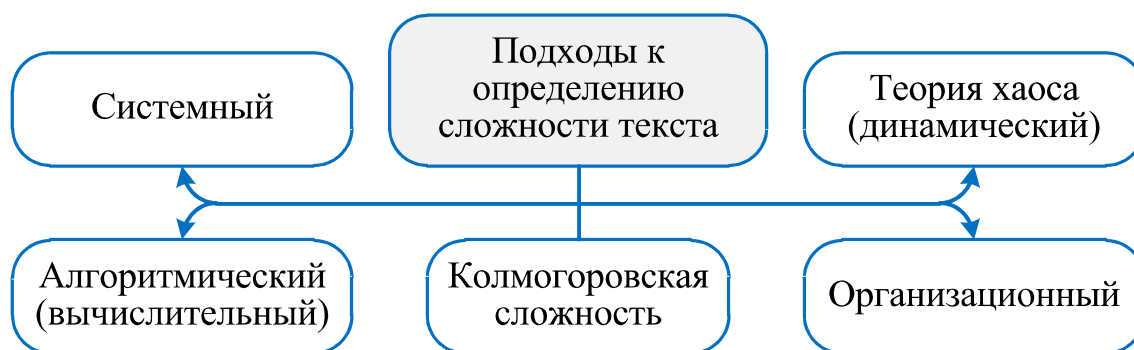 Системный
Подходы к
определению
сложности текста
Теория хаоса
(динамический)
Алгоритмический
(вычислительный)
Колмогоровская
сложность
Организационный